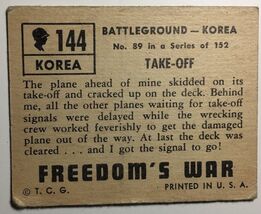 144
KOREA
BATTLEGROUND — KOREA
No. 89 in a Series of 152
TAKE-OFF
The plane ahead of mine skidded on its
take-off and cracked up on the deck. Behind
me, all the other planes waiting for take-off
signals were delayed while the wrecking
crew worked feverishly to get the damaged
plane out of the way. At last the deck was
cleared . . . and I got the signal to go!
FREEDOM'S WAR
© T. C. G.
PRINTED IN U. S. A.